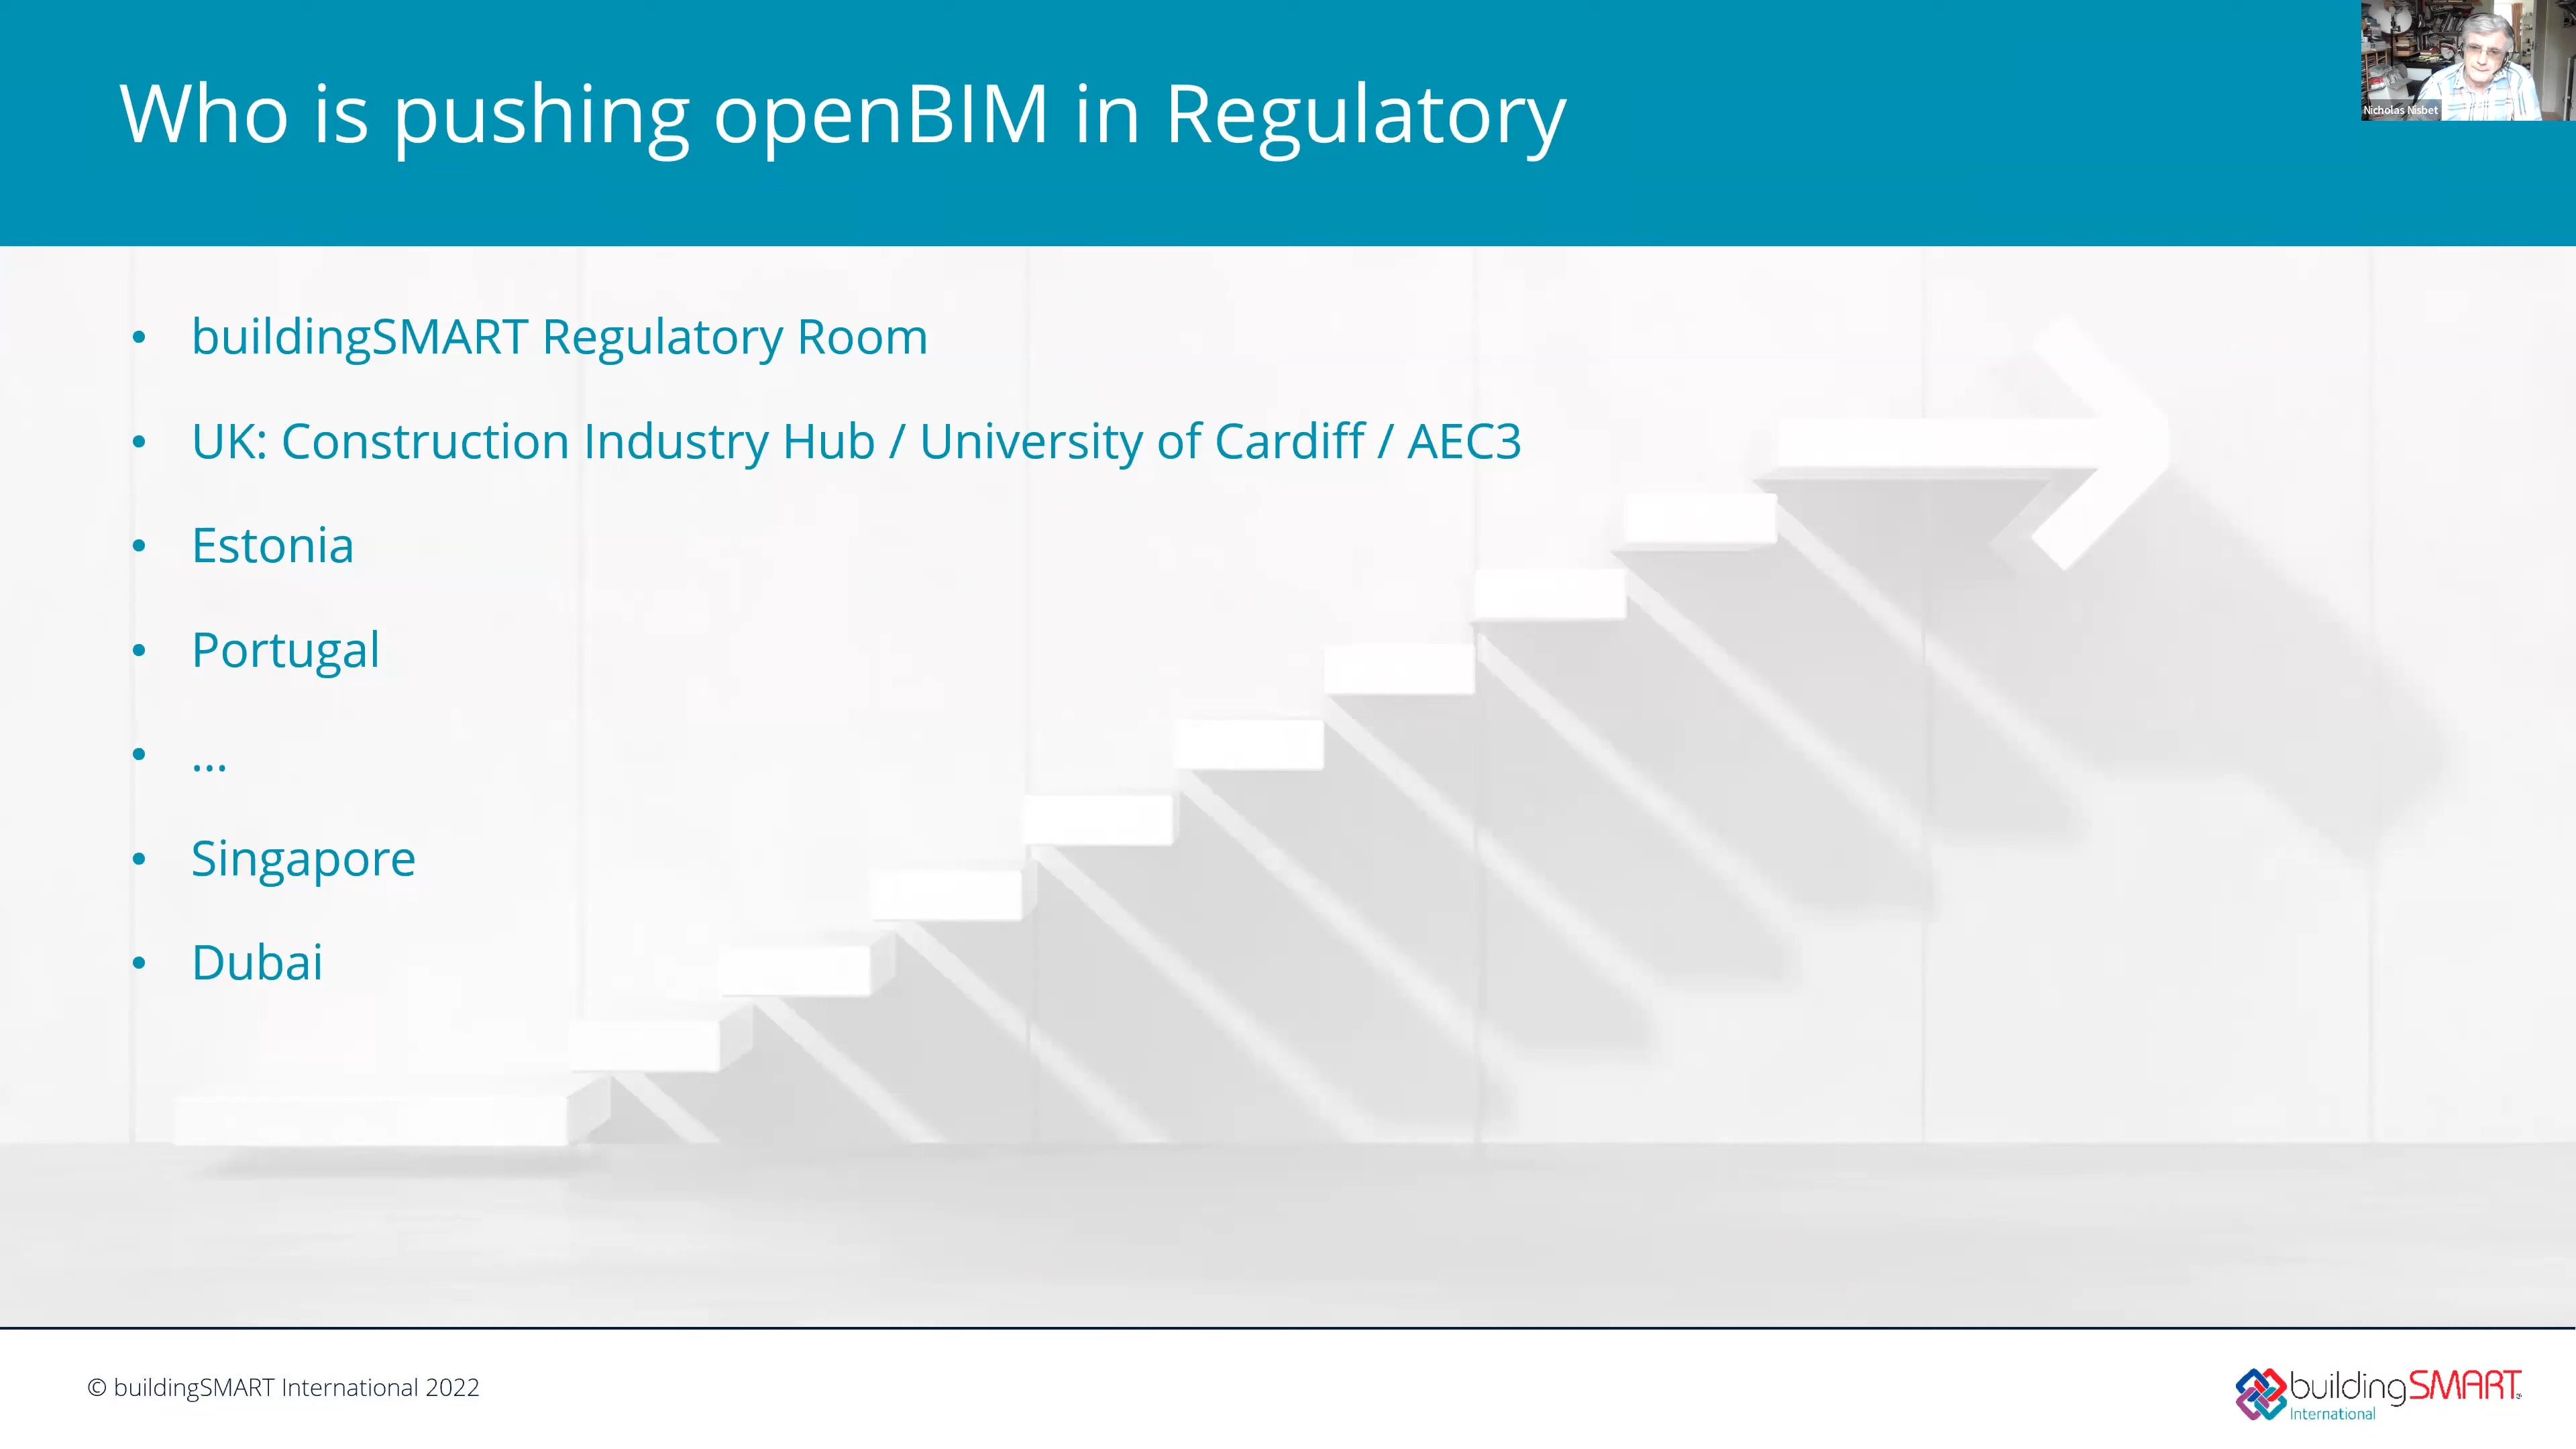 Who is pushing openBIM in Regulatory
Nicholas Nisbet
• buildingSMART Regulatory Room
• UK: Construction Industry Hub / University of Cardiff / AEC3
• Estonia
• Portugal
• ...
• Singapore
• Dubai
© buildingSMART International 2022
buildingSMART
International